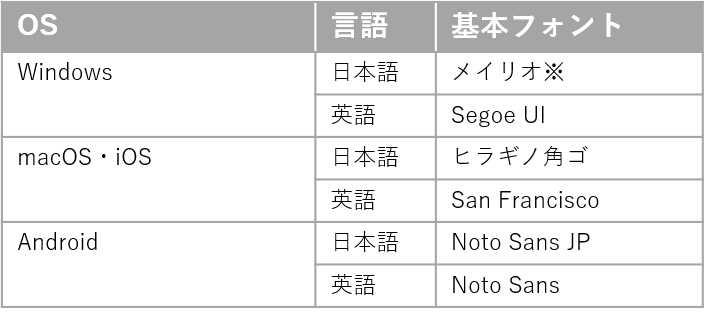 OS 言語 基本フォント
Windows 日本語 メイリオ※
英語 Segoe UI
macOS・iOS 日本語 ヒラギノ角ゴ
英語 San Francisco
Android 日本語 Noto Sans JP
英語 Noto Sans